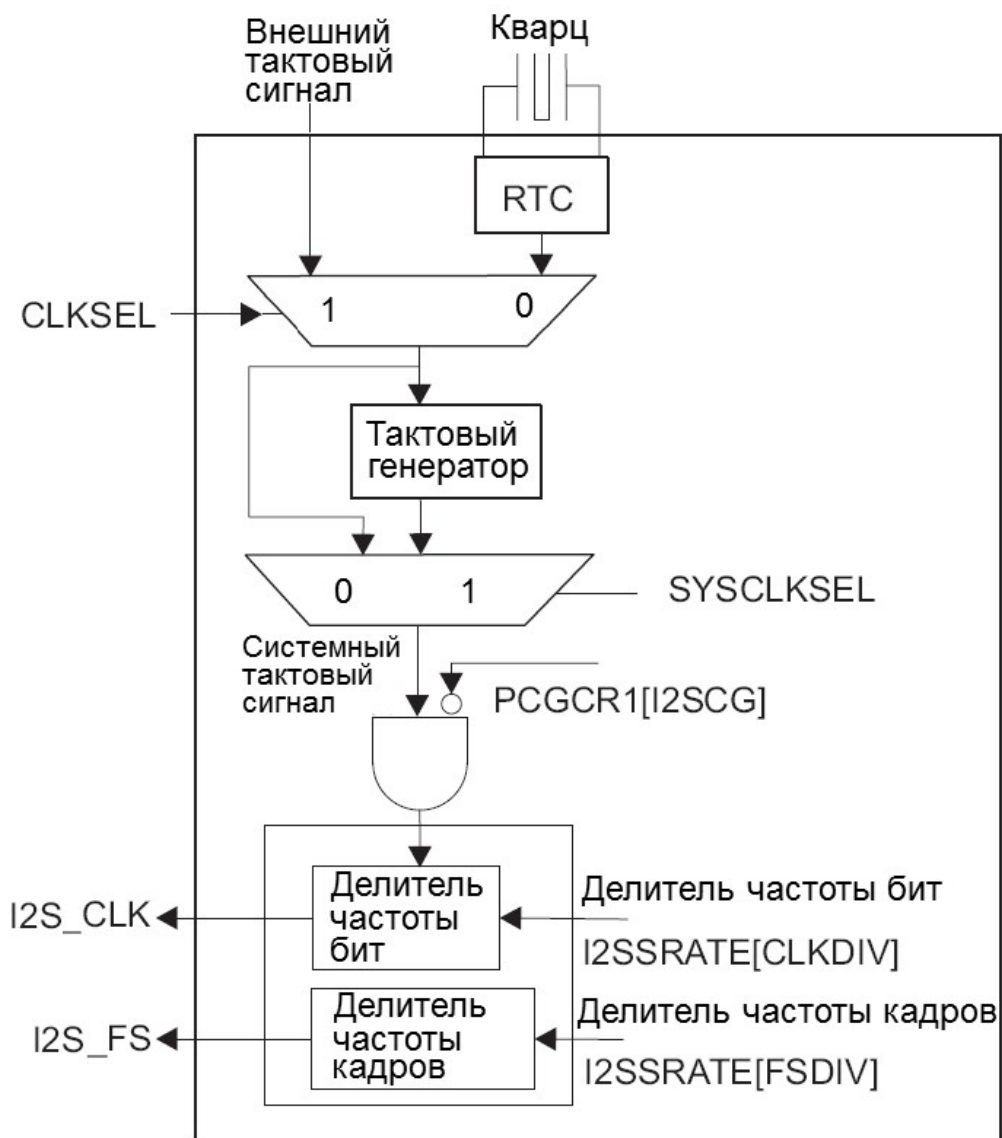 Внешний
тактовый
сигнал
Кварц
RTC
CLKSEL
1
0
Тактовый
генератор
0
1
SYSCLKSEL
Системный
тактовый
сигнал
PCGCR1[I2SCG]
Делитель
частоты
бит
I2S_CLK
Делитель частоты бит
I2SSRATE[CLKDIV]
Делитель
частоты
кадров
I2S_FS
Делитель частоты кадров
I2SSRATE[FSDIV]